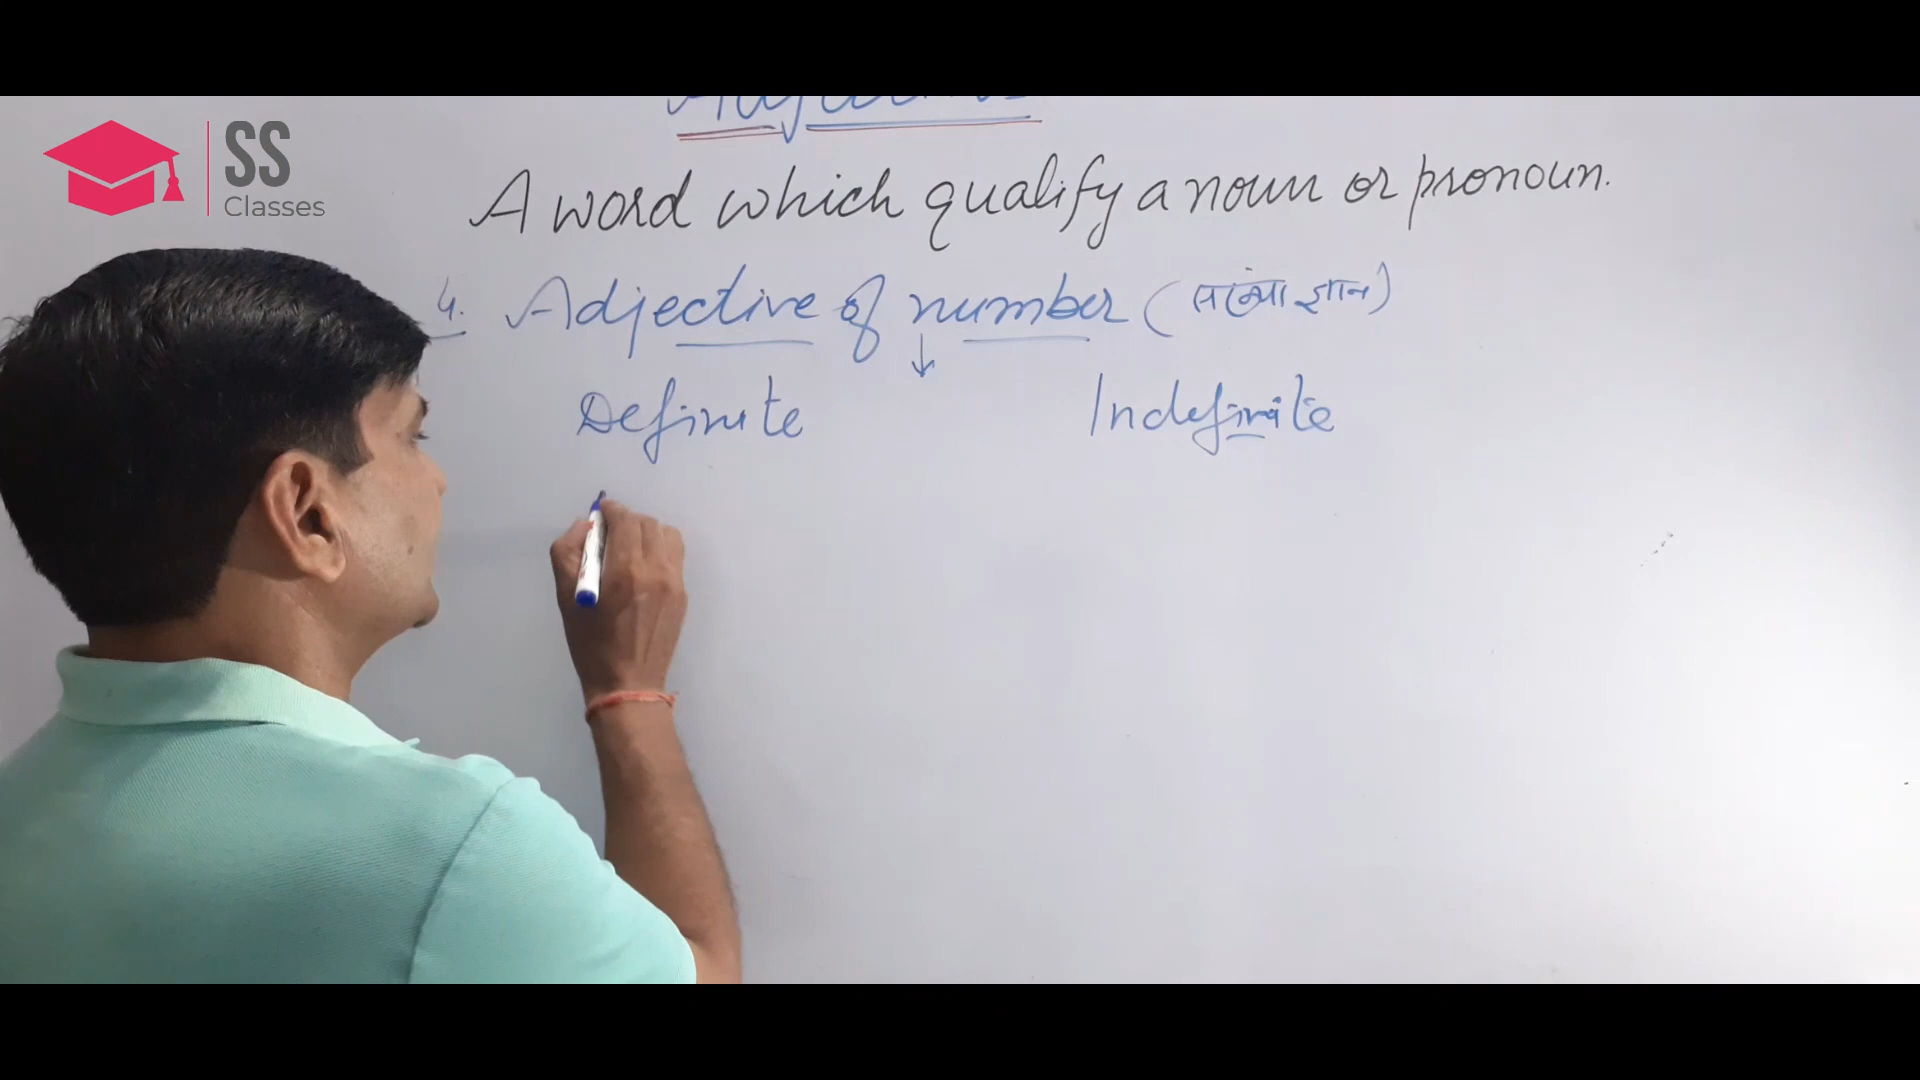 SS
Classes
A word which qualify a noun or pronoun.
4. Adjective of number (संख्या ज्ञान)
Definite Indefinite